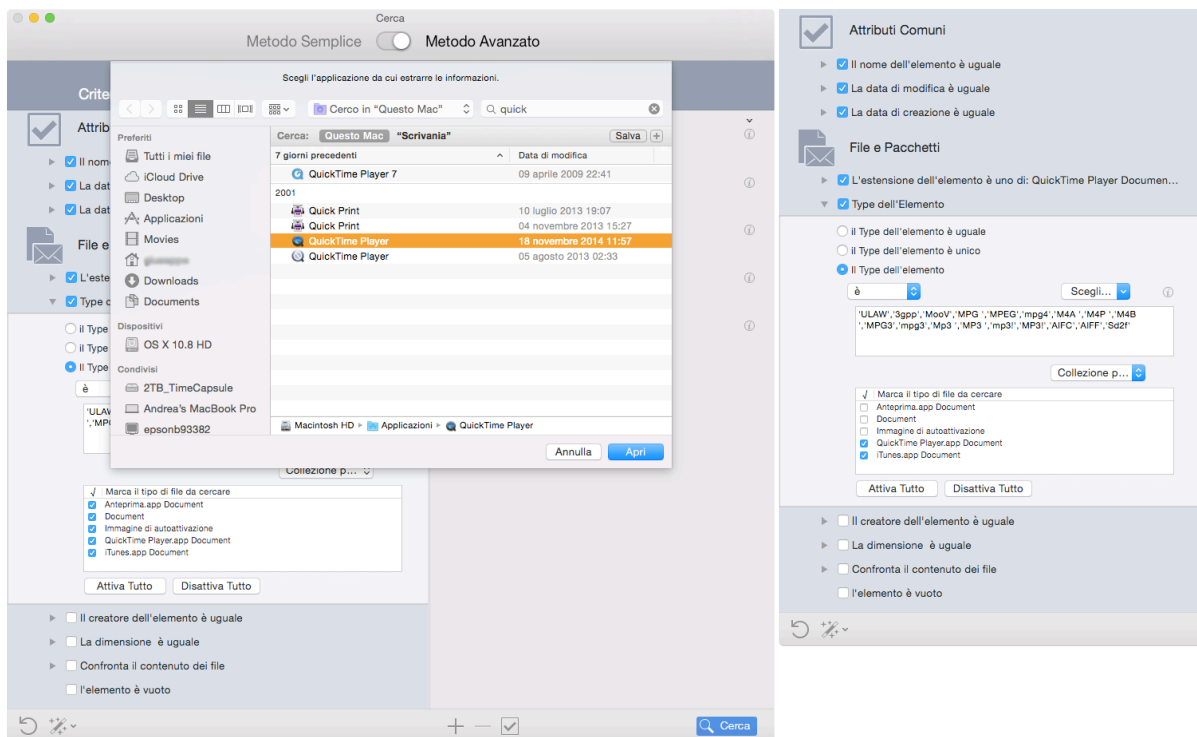 Cerca
Metodo Semplice
Metodo Avanzato
Scegli l'applicazione da cui estrarre le informazioni.
Crite
Cerco in "Questo Mac"
quick
Attrib
Il nom
La dat
La dat
File e
L'este
Type d
il Type
il Type
Il Type
è
'ULAW
','MPG
Preferiti
Tutti i miei file
iCloud Drive
Desktop
Applicazioni
Movies
Downloads
Documents
Dispositivi
OS X 10.8 HD
Condivisi
2TB_TimeCapsule
Andrea's MacBook Pro
epsonb93382
Cerca: Questo Mac "Scrivania" Salva
7 giorni precedenti Data di modifica
QuickTime Player 7 09 aprile 2009 22:41
2001
Quick Print 10 luglio 2013 19:07
Quick Print 04 novembre 2013 15:27
QuickTime Player 18 novembre 2014 11:57
QuickTime Player 05 agosto 2013 02:33
Macintosh HD Applicazioni QuickTime Player
Annulla Apri
Collezione p...
√ Marca il tipo di file da cercare
Anteprima.app Document
Document
Immagine di autoattivazione
QuickTime Player.app Document
iTunes.app Document
Attiva Tutto Disattiva Tutto
Il creatore dell'elemento è uguale
La dimensione è uguale
Confronta il contenuto dei file
l'elemento è vuoto
Cerca
Attributi Comuni
Il nome dell'elemento è uguale
La data di modifica è uguale
La data di creazione è uguale
File e Pacchetti
L'estensione dell'elemento è uno di: QuickTime Player Documen...
Type dell'Elemento
il Type dell'elemento è uguale
il Type dell'elemento è unico
Il Type dell'elemento
è Scegli...
'ULAW','3gpp','MooV','MPG ','MPEG','mpg4','M4A ','M4P ','M4B
','MPG3','mpg3','Mp3 ','MP3 ','mp3!','MP3!','AIFC','AIFF','Sd2f'
Collezione p...
√ Marca il tipo di file da cercare
Anteprima.app Document
Document
Immagine di autoattivazione
QuickTime Player.app Document
iTunes.app Document
Attiva Tutto Disattiva Tutto
Il creatore dell'elemento è uguale
La dimensione è uguale
Confronta il contenuto dei file
l'elemento è vuoto